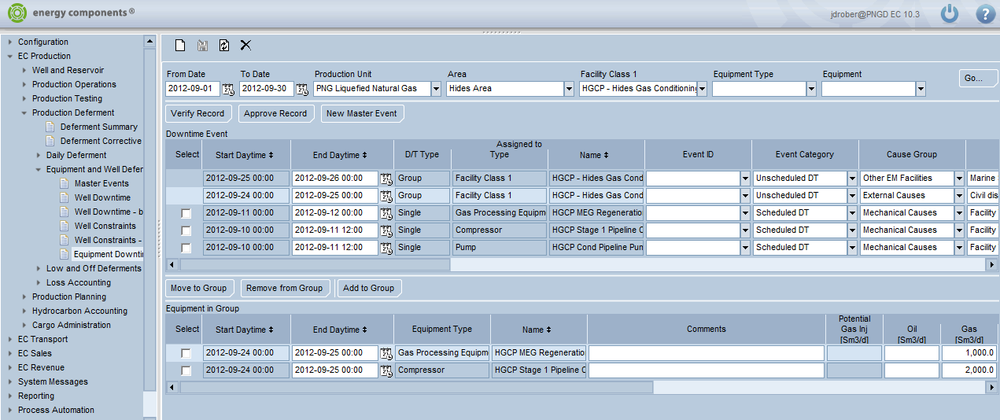 energy components ®
jdrober@PNGD EC 10.3
Configuration
EC Production
Well and Reservoir
Production Operations
Production Testing
Production Deferment
Deferment Summary
Deferment Corrective
Daily Deferment
Equipment and Well Defer
Master Events
Well Downtime
Well Downtime - b
Well Constraints
Well Constraints -
Equipment Downti
Low and Off Deferments
Loss Accounting
Production Planning
Hydrocarbon Accounting
Cargo Administration
EC Transport
EC Sales
EC Revenue
System Messages
Reporting
Process Automation
From Date To Date Production Unit Area Facility Class 1 Equipment Type Equipment
2012-09-01 2012-09-30 PNG Liquefied Natural Gas Hides Area HGCP - Hides Gas Conditioning Go...
Verify Record Approve Record New Master Event
Downtime Event
Assigned to
Select Start Daytime End Daytime D/T Type Type Name Event ID Event Category Cause Group
2012-09-25 00:00 2012-09-26 00:00 Group Facility Class 1 HGCP - Hides Gas Cond Unscheduled DT Other EM Facilities Marine
2012-09-24 00:00 2012-09-25 00:00 Group Facility Class 1 HGCP - Hides Gas Cond Unscheduled DT External Causes Civil dis
2012-09-11 00:00 2012-09-12 00:00 Single Gas Processing Equipm HGCP MEG Regeneratio Scheduled DT Mechanical Causes Facility
2012-09-10 00:00 2012-09-11 12:00 Single Compressor HGCP Stage 1 Pipeline C Scheduled DT Mechanical Causes Facility
2012-09-10 00:00 2012-09-11 12:00 Single Pump HGCP Cond Pipeline Pun Scheduled DT Mechanical Causes Facility
Move to Group Remove from Group Add to Group
Equipment in Group
Select Start Daytime End Daytime Equipment Type Name Comments Potential Gas Inj [Sm3/d] Oil [Sm3/d] Gas [Sm3/d]
2012-09-24 00:00 2012-09-25 00:00 Gas Processing Equipm HGCP MEG Regeneratio 1,000.0
2012-09-24 00:00 2012-09-25 00:00 Compressor HGCP Stage 1 Pipeline C 2,000.0